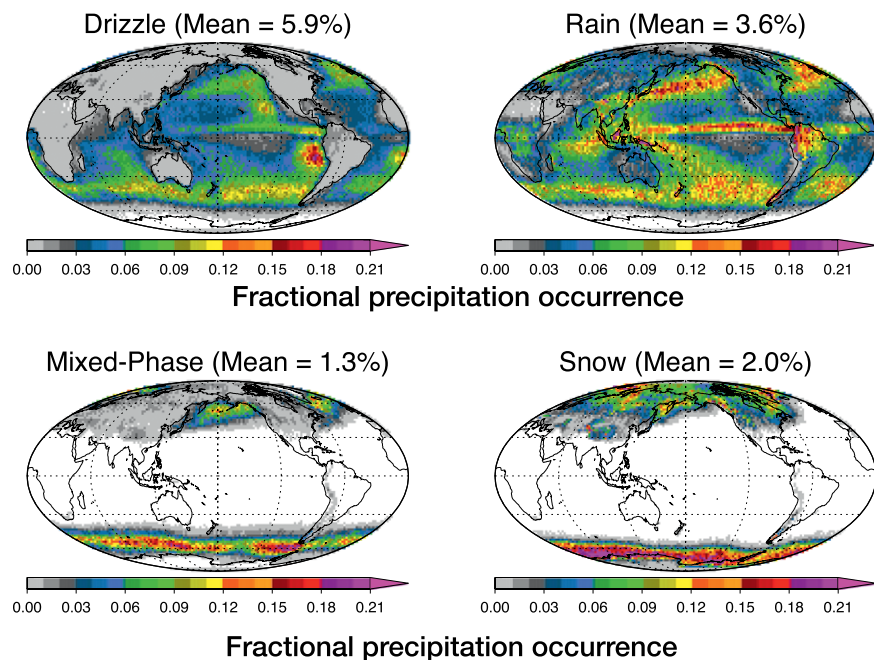 Drizzle (Mean = 5.9%)
Rain (Mean = 3.6%)
0.00 0.03 0.06 0.09 0.12 0.15 0.18 0.21
0.00 0.03 0.06 0.09 0.12 0.15 0.18 0.21
Fractional precipitation occurrence
Mixed-Phase (Mean = 1.3%)
Snow (Mean = 2.0%)
0.00 0.03 0.06 0.09 0.12 0.15 0.18 0.21
0.00 0.03 0.06 0.09 0.12 0.15 0.18 0.21
Fractional precipitation occurrence